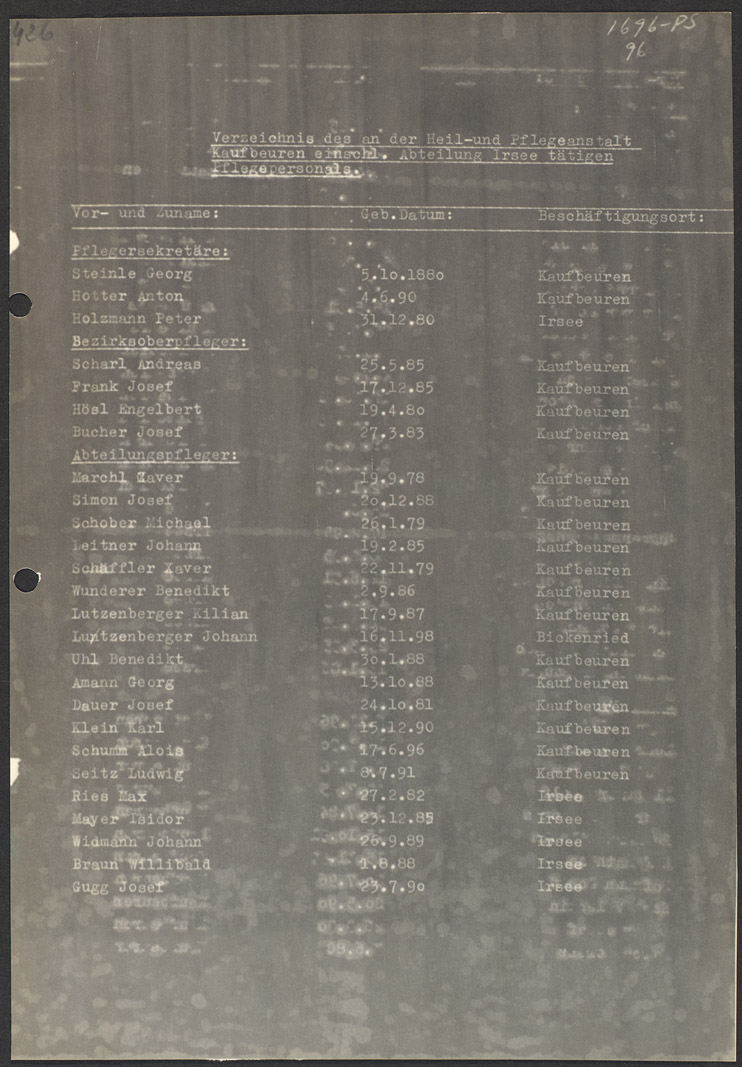 426
1696-PS
96
Verzeichnis des an der Heil-und Pflegeanstalt
Kaufbeuren einschl. Abteilung Irsee tätigen
Pflegepersonals.
Vor- und Zuname: Geb.Datum: Beschäftigungsort:
Pflegersekretäre:
Steinle Georg 5.10.1880 Kaufbeuren
Hotter Anton 4.6.90 Kaufbeuren
Holzmann Peter 31.12.80 Irsee
Bezirksoberpfleger:
Scharl Andreas 25.5.85 Kaufbeuren
Frank Josef 17.12.85 Kaufbeuren
Hösl Engelbert 19.4.80 Kaufbeuren
Bucher Josef 27.3.83 Kaufbeuren
Abteilungspfleger:
Marchl Xaver 19.9.78 Kaufbeuren
Simon Josef 20.12.88 Kaufbeuren
Schober Michael 26.1.79 Kaufbeuren
Leitner Johann 19.2.85 Kaufbeuren
Schäffler Xaver 22.11.79 Kaufbeuren
Wunderer Benedikt 2.9.86 Kaufbeuren
Lutzenberger Kilian 17.9.87 Kaufbeuren
Luntzenberger Johann 16.11.98 Bickenried
Uhl Benedikt 30.1.88 Kaufbeuren
Amann Georg 13.10.88 Kaufbeuren
Dauer Josef 24.10.81 Kaufbeuren
Klein Karl 15.12.90 Kaufbeuren
Schumm Alois 17.6.96 Kaufbeuren
Seitz Ludwig 8.7.91 Kaufbeuren
Ries Max 27.2.82 Irsee
Mayer Isidor 23.12.85 Irsee
Widmann Johann 26.9.89 Irsee
Braun Willibald 1.8.88 Irsee
Gugg Josef 23.7.90 Irsee